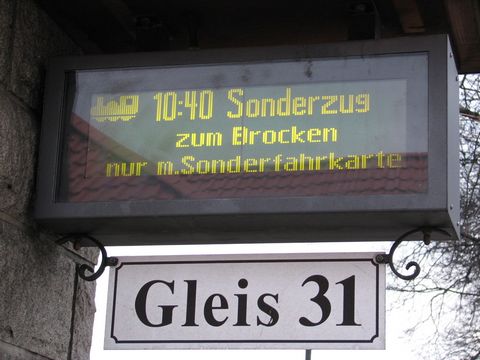 10:40 Sonderzug
zum Brocken
nur m.Sonderfahrkarte
Gleis 31